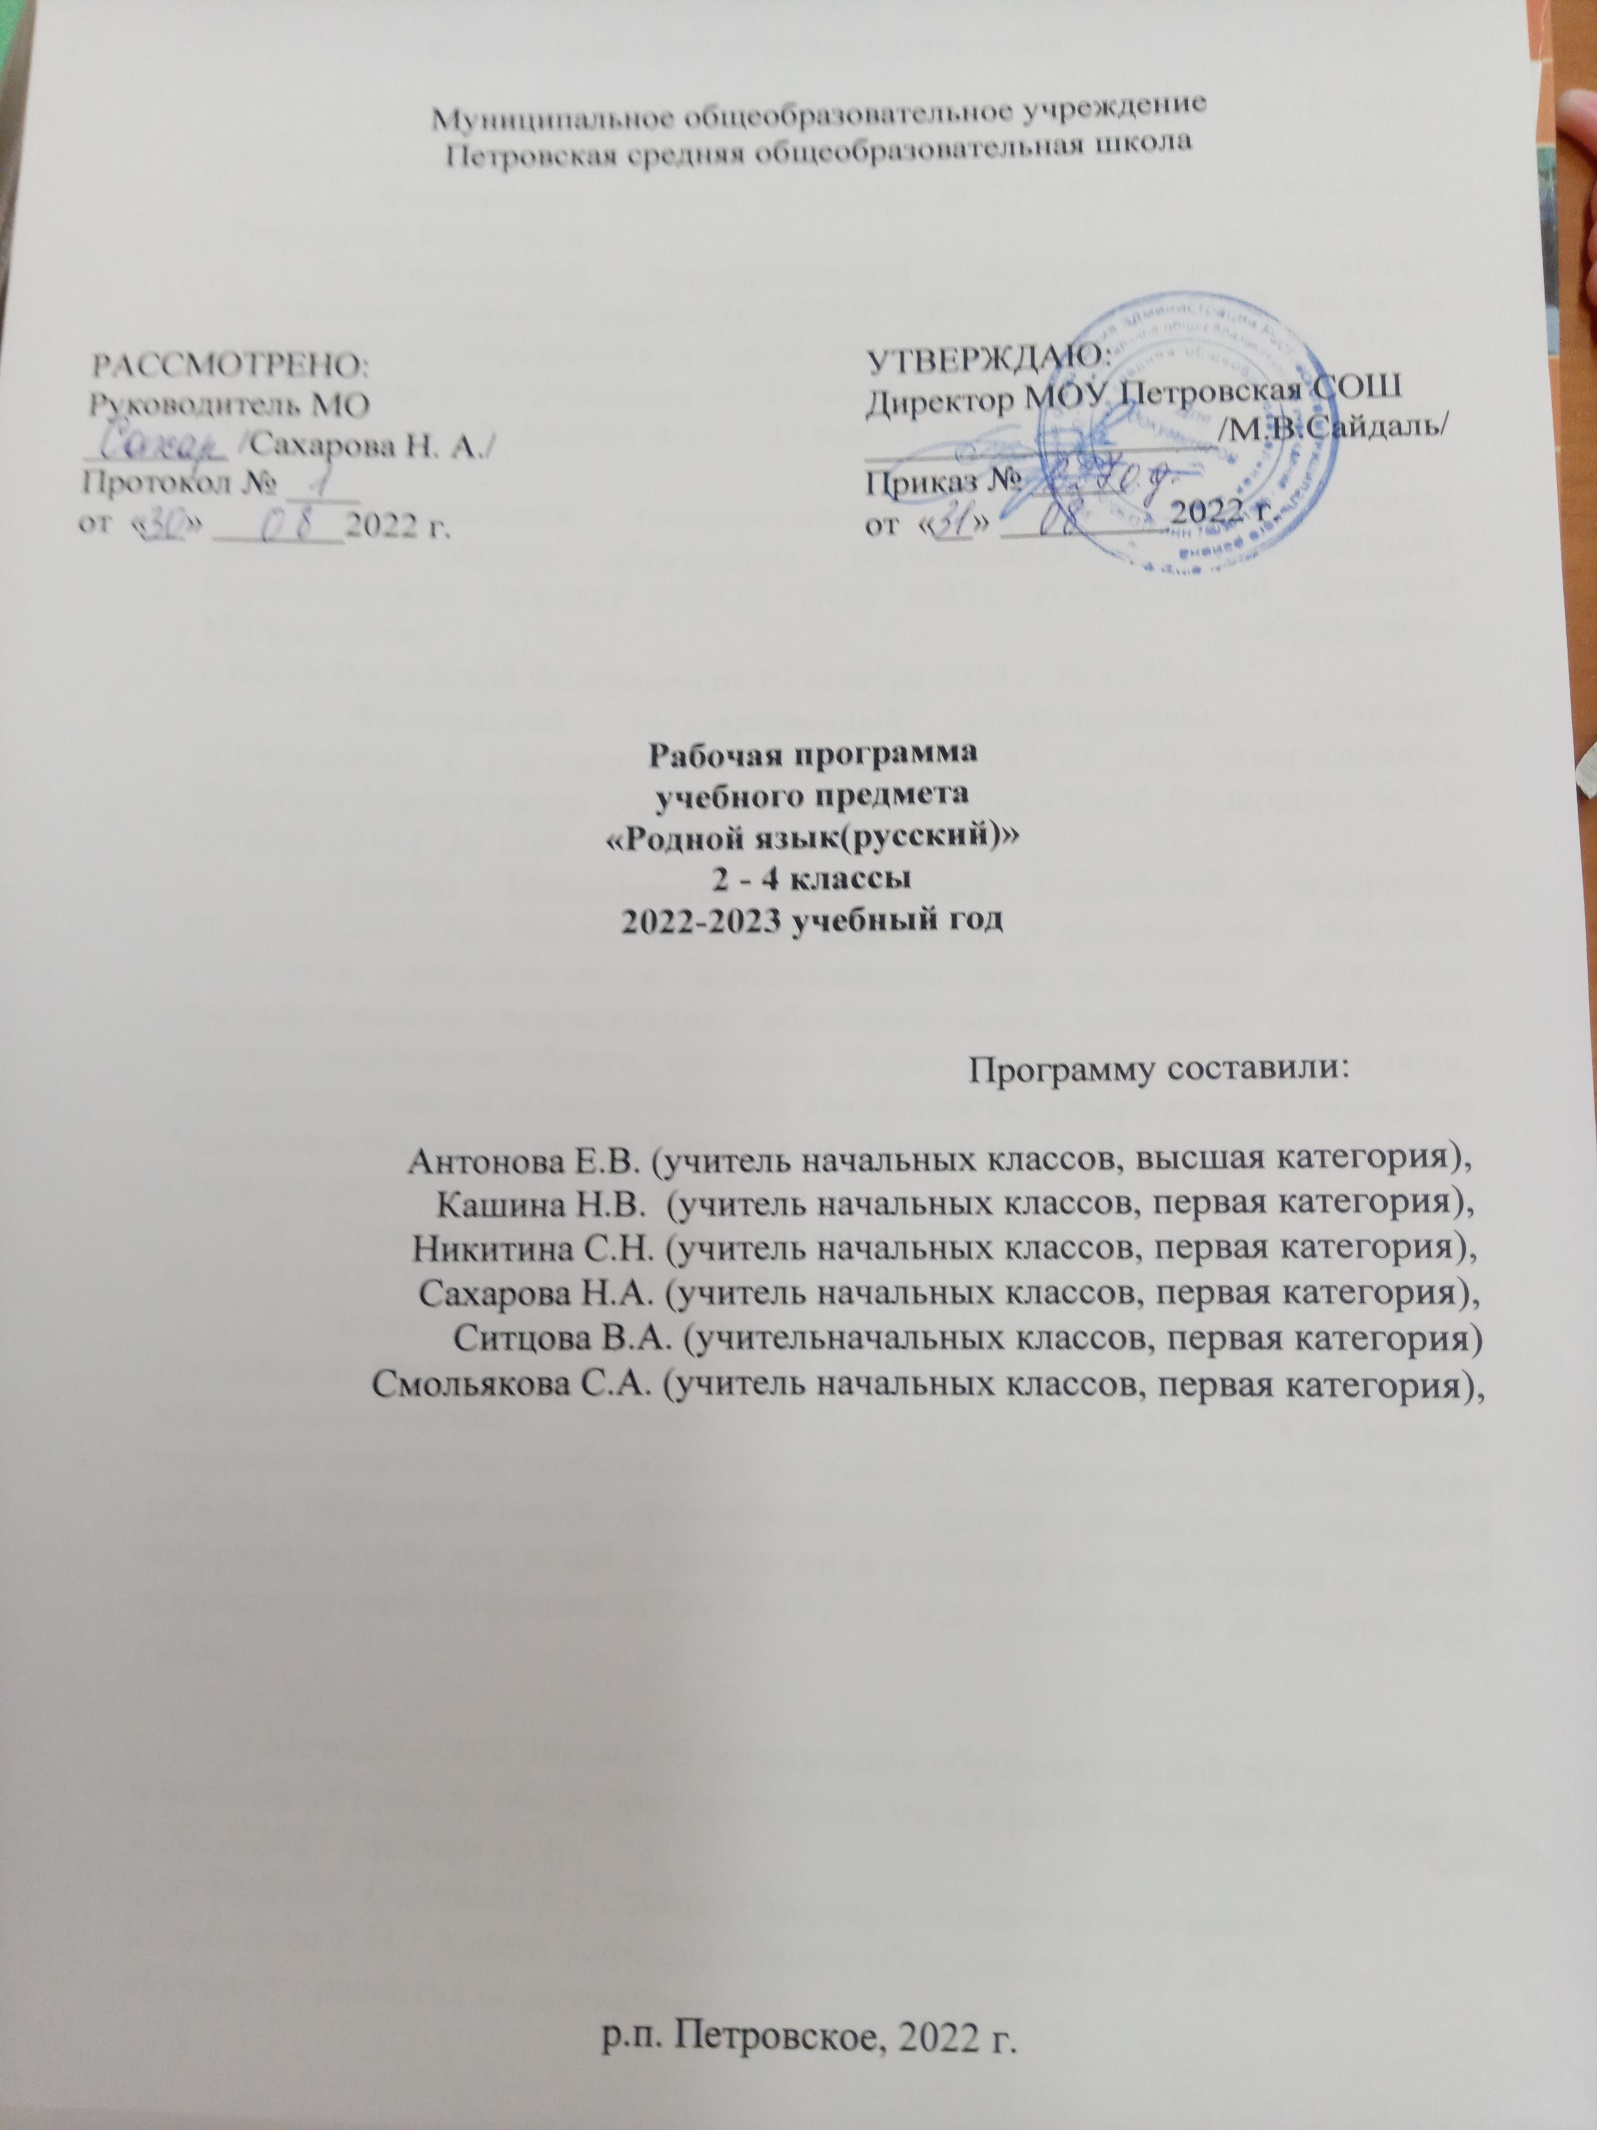 Муниципальное общеобразовательное учреждение
Петровская средняя общеобразовательная школа
РАССМОТРЕНО:
Руководитель МО
Сахар /Сахарова Н. А./
Протокол № 1
от «30» 08 2022 г.
УТВЕРЖДАЮ:
Директор МОУ Петровская СОШ
/М.В.Сайдаль/
Приказ №
от «31» 08 2022 г.
Рабочая программа
учебного предмета
«Родной язык(русский)»
2 - 4 классы
2022-2023 учебный год
Программу составили:
Антонова Е.В. (учитель начальных классов, высшая категория),
Кашина Н.В. (учитель начальных классов, первая категория),
Никитина С.Н. (учитель начальных классов, первая категория),
Сахарова Н.А. (учитель начальных классов, первая категория),
Ситцова В.А. (учительначальных классов, первая категория)
Смольякова С.А. (учитель начальных классов, первая категория),
р.п. Петровское, 2022 г.